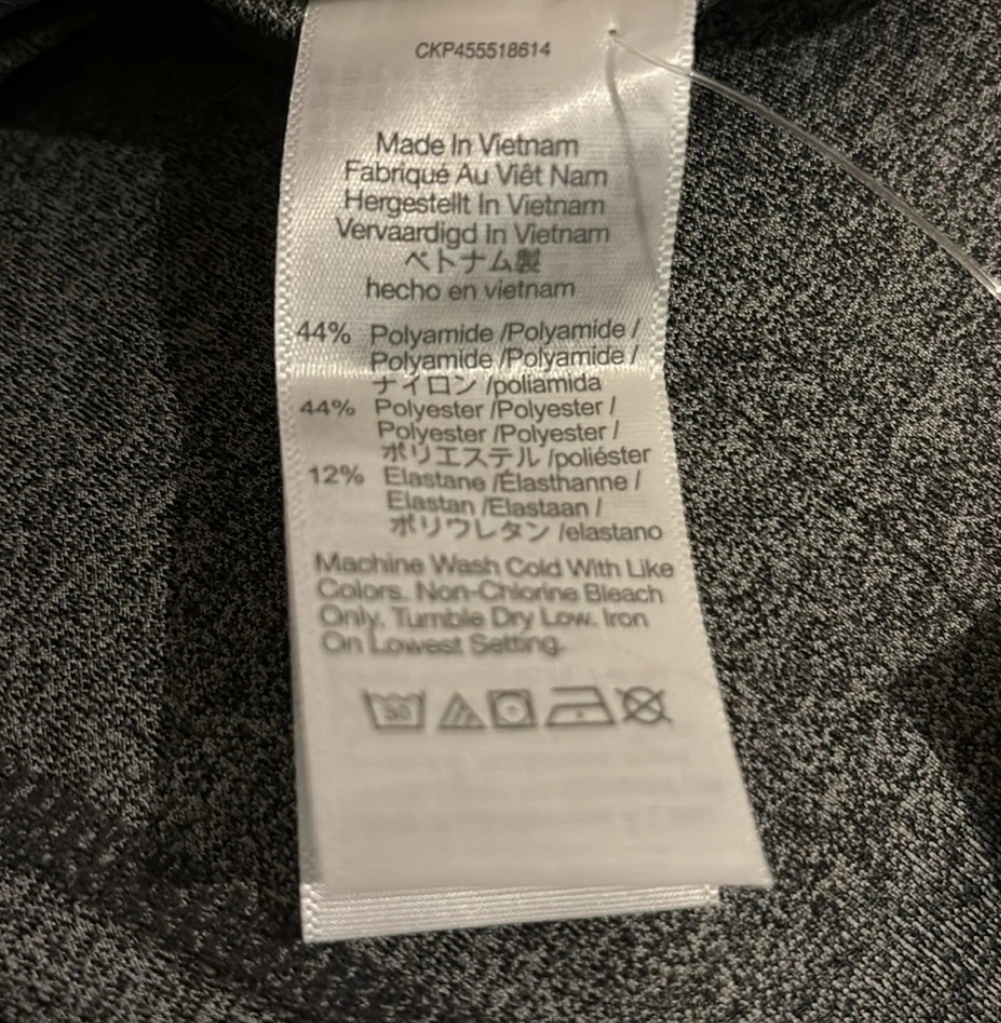 CKP455518614
Made In Vietnam
Fabriqué Au Viêt Nam
Hergestellt In Vietnam
Vervaardigd In Vietnam
ベトナム製
hecho en vietnam
44% Polyamide /Polyamide /
Polyamide /Polyamide /
ナイロン /poliamida
44% Polyester /Polyester /
Polyester /Polyester /
ポリエステル /poliéster
12% Elastane /Élasthanne /
Elastan /Elastaan /
ポリウレタン /elastano
Machine Wash Cold With Like
Colors. Non-Chlorine Bleach
Only. Tumble Dry Low. Iron
On Lowest Setting.
30